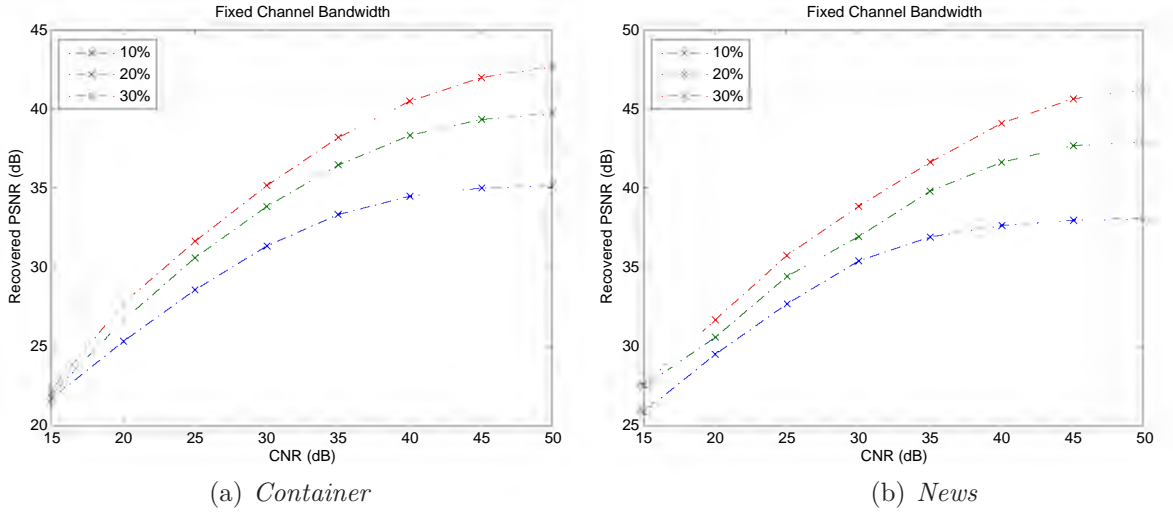 Fixed Channel Bandwidth
45
40
35
30
25
20
Recovered PSNR (dB)
10%
20%
30%
15 20 25 30 35 40 45 50
CNR (dB)
(a) Container
Fixed Channel Bandwidth
50
45
40
35
30
25
Recovered PSNR (dB)
10%
20%
30%
15 20 25 30 35 40 45 50
CNR (dB)
(b) News